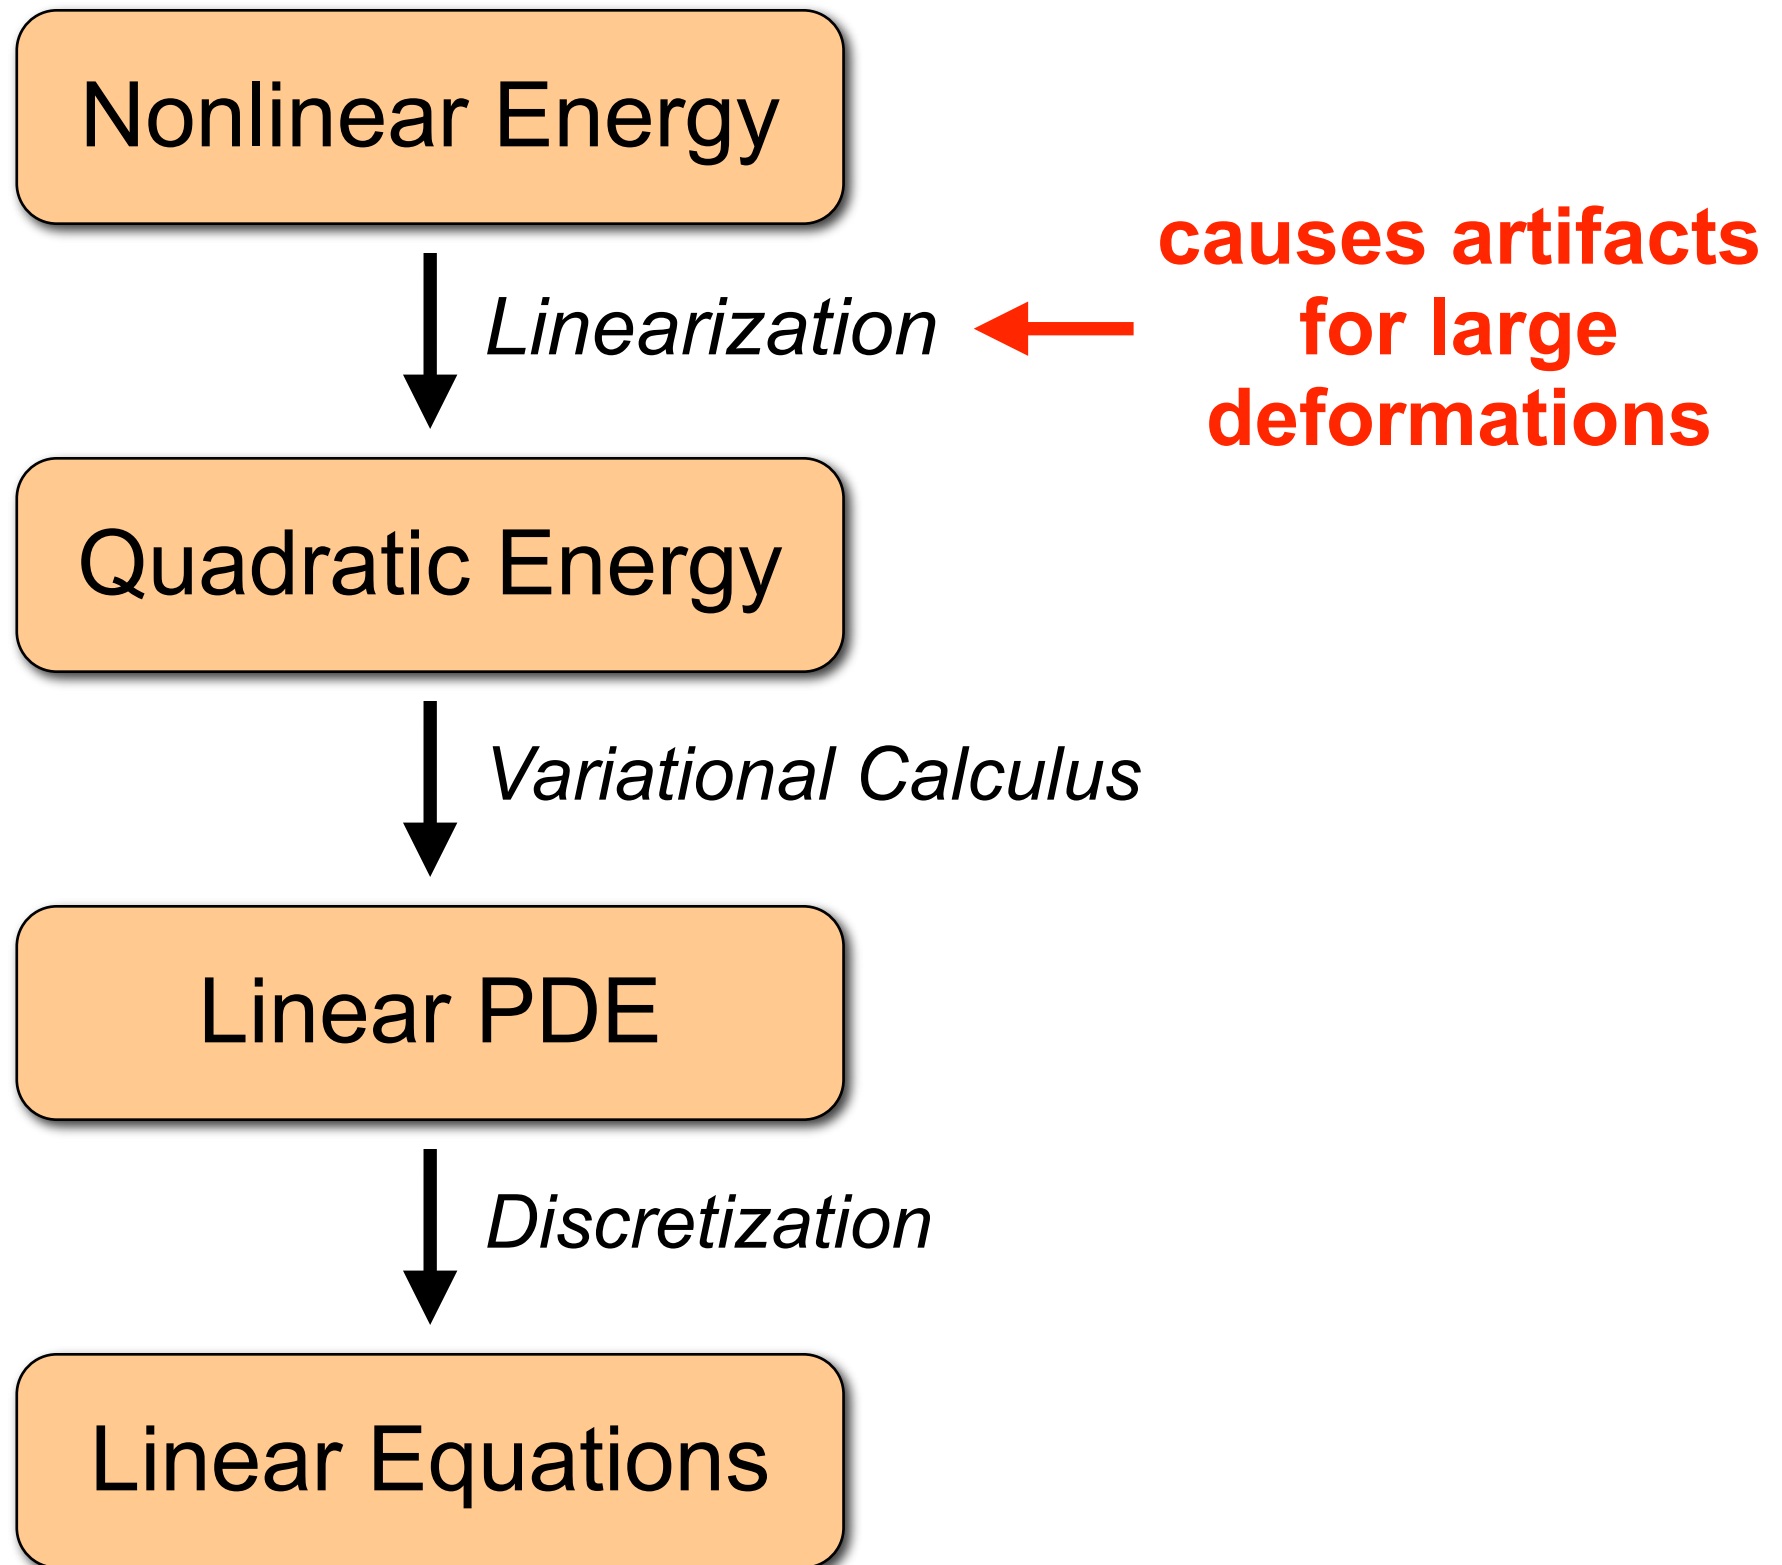 Nonlinear Energy
causes artifacts
Linearization
for large
deformations
Quadratic Energy
Variational Calculus
Linear PDE
Discretization
Linear Equations